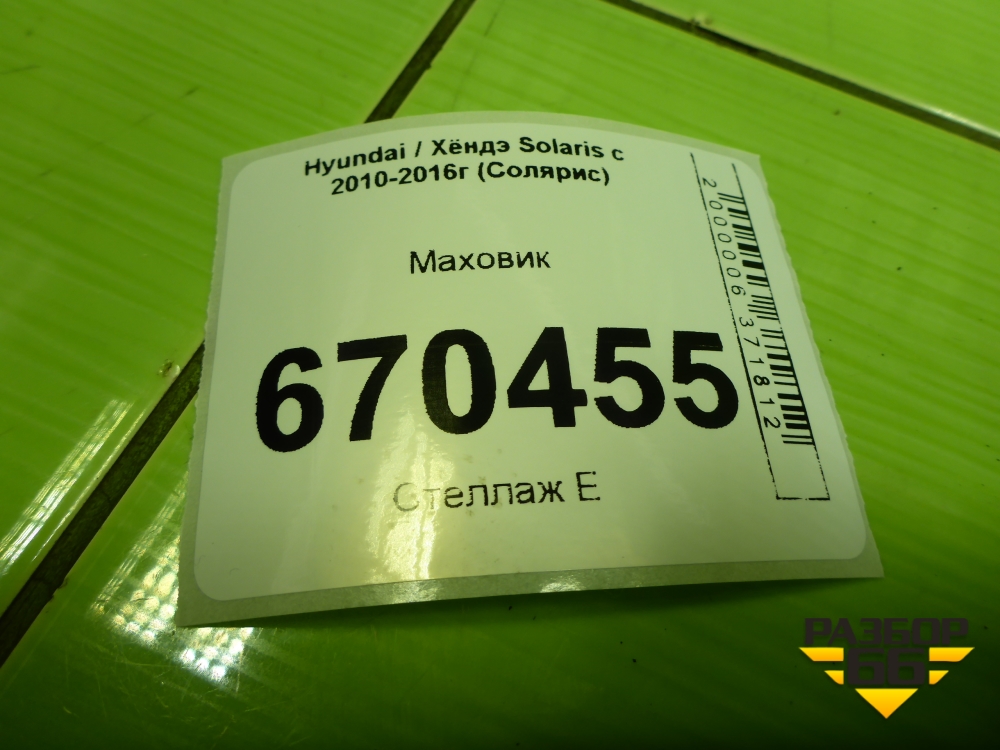 Hyundai / Хёндэ Solaris с
2010-2016г (Солярис)
Маховик
670455
Стеллаж Е
2000006371812
РАЗБОР
66